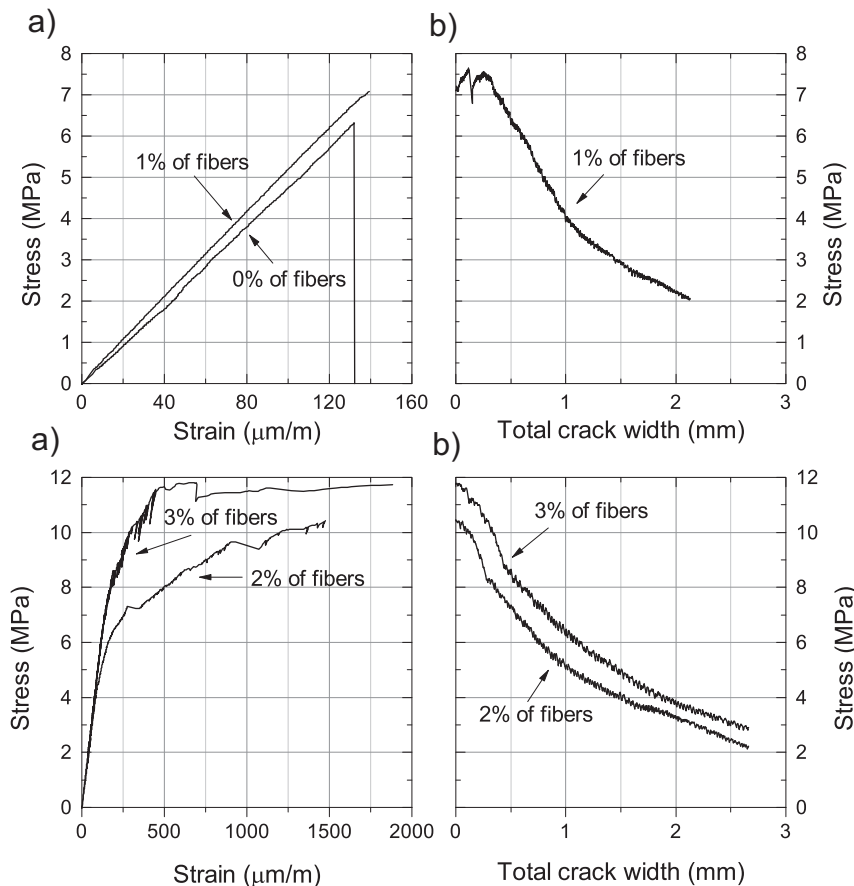 a)
b)
8
7
6
5
4
3
2
1
0
Stress (MPa)
1% of fibers
0% of fibers
0 40 80 120 160
Strain (μm/m)
1% of fibers
8
7
6
5
4
3
2
1
0
Stress (MPa)
0 1 2 3
Total crack width (mm)
a)
b)
12
10
8
6
4
2
0
Stress (MPa)
3% of fibers
2% of fibers
0 500 1000 1500 2000
Strain (μm/m)
3% of fibers
2% of fibers
12
10
8
6
4
2
0
Stress (MPa)
0 1 2 3
Total crack width (mm)